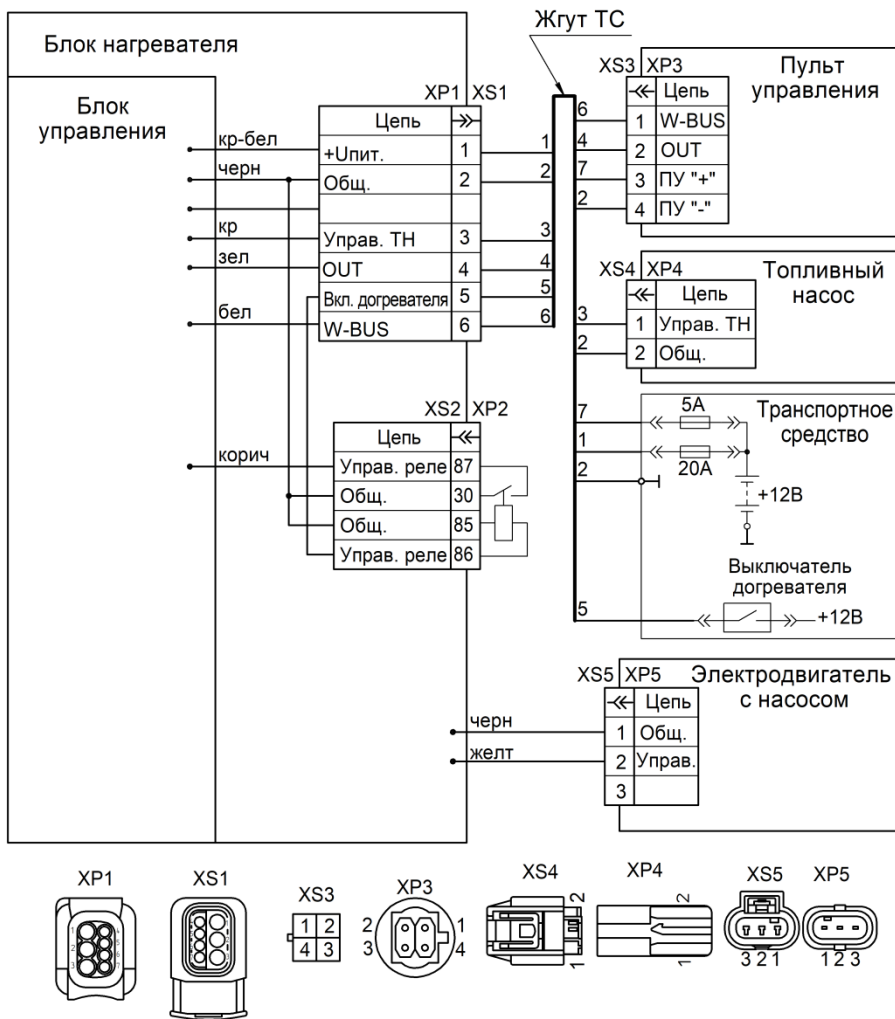 Жгут ТС
Блок нагревателя
Блок
управления
XP1 XS1
Цепь
+Uпит. 1
Общ. 2
Управ. ТН 3
OUT 4
Вкл. догревателя 5
W-BUS 6
кр-бел
черн
кр
зел
бел
1
2
3
4
5
6
XS2 XP2
Цепь
Управ. реле 87
Общ. 30
Общ. 85
Управ. реле 86
корич
6
4
7
2
XS3 XP3
Цепь
1 W-BUS
2 OUT
3 ПУ "+"
4 ПУ "-"
Пульт
управления
3
2
XS4 XP4
Цепь
1 Управ. ТН
2 Общ.
Топливный
насос
7
1
2
5
5А
20А
Транспортное
средство
+12В
Выключатель
догревателя
+12В
черн
желт
XS5 XP5
Цепь
1 Общ.
2 Управ.
3
Электродвигатель
с насосом
XP1
1
2
3
XS1
XS3
1 2
4 3
XP3
2 1
3 4
XS4
2
1
XP4
2
1
XS5
3 2 1
XP5
1 2 3